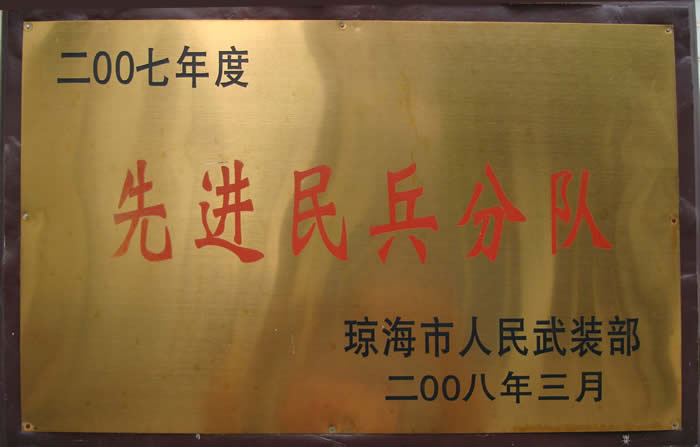 二00七年度
先进民兵分队
琼海市人民武装部
二00八年三月